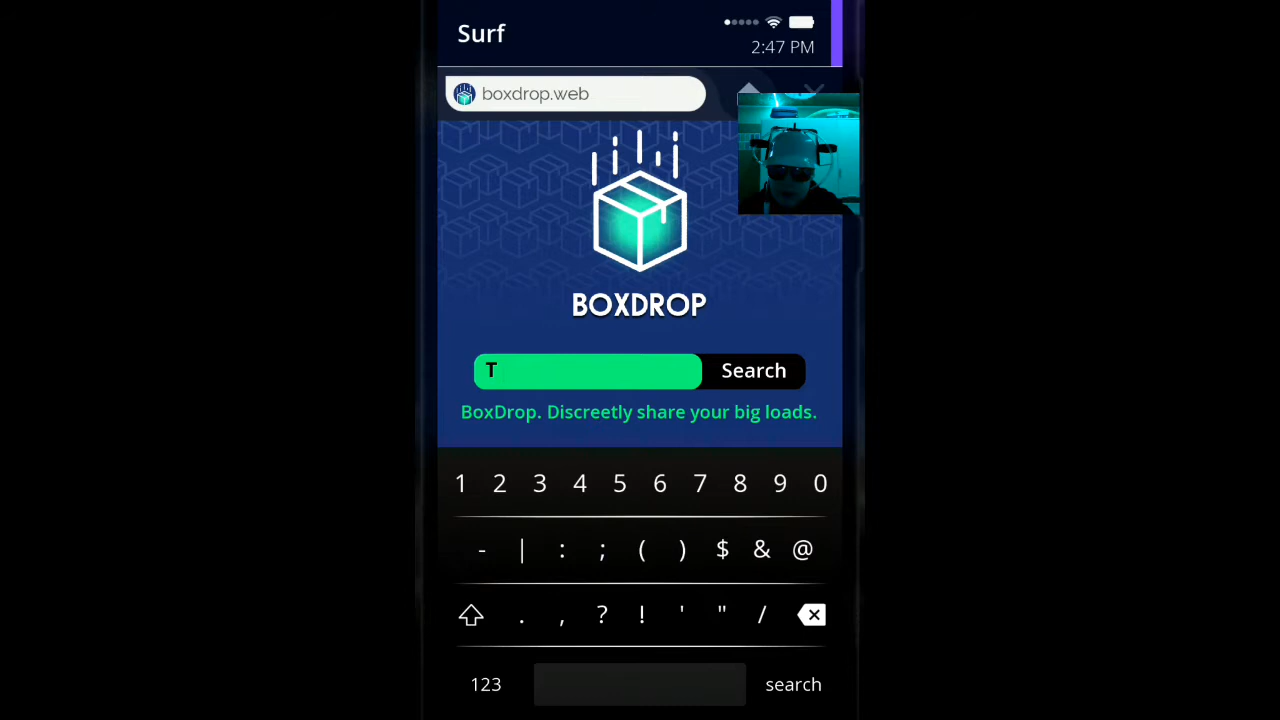 Surf
2:47 PM
boxdrop.web
BOXDROP
T
Search
BoxDrop. Discreetly share your big loads.
1 2 3 4 5 6 7 8 9 0
- | : ; ( ) $ & @
. , ? ! ' " /
123
search